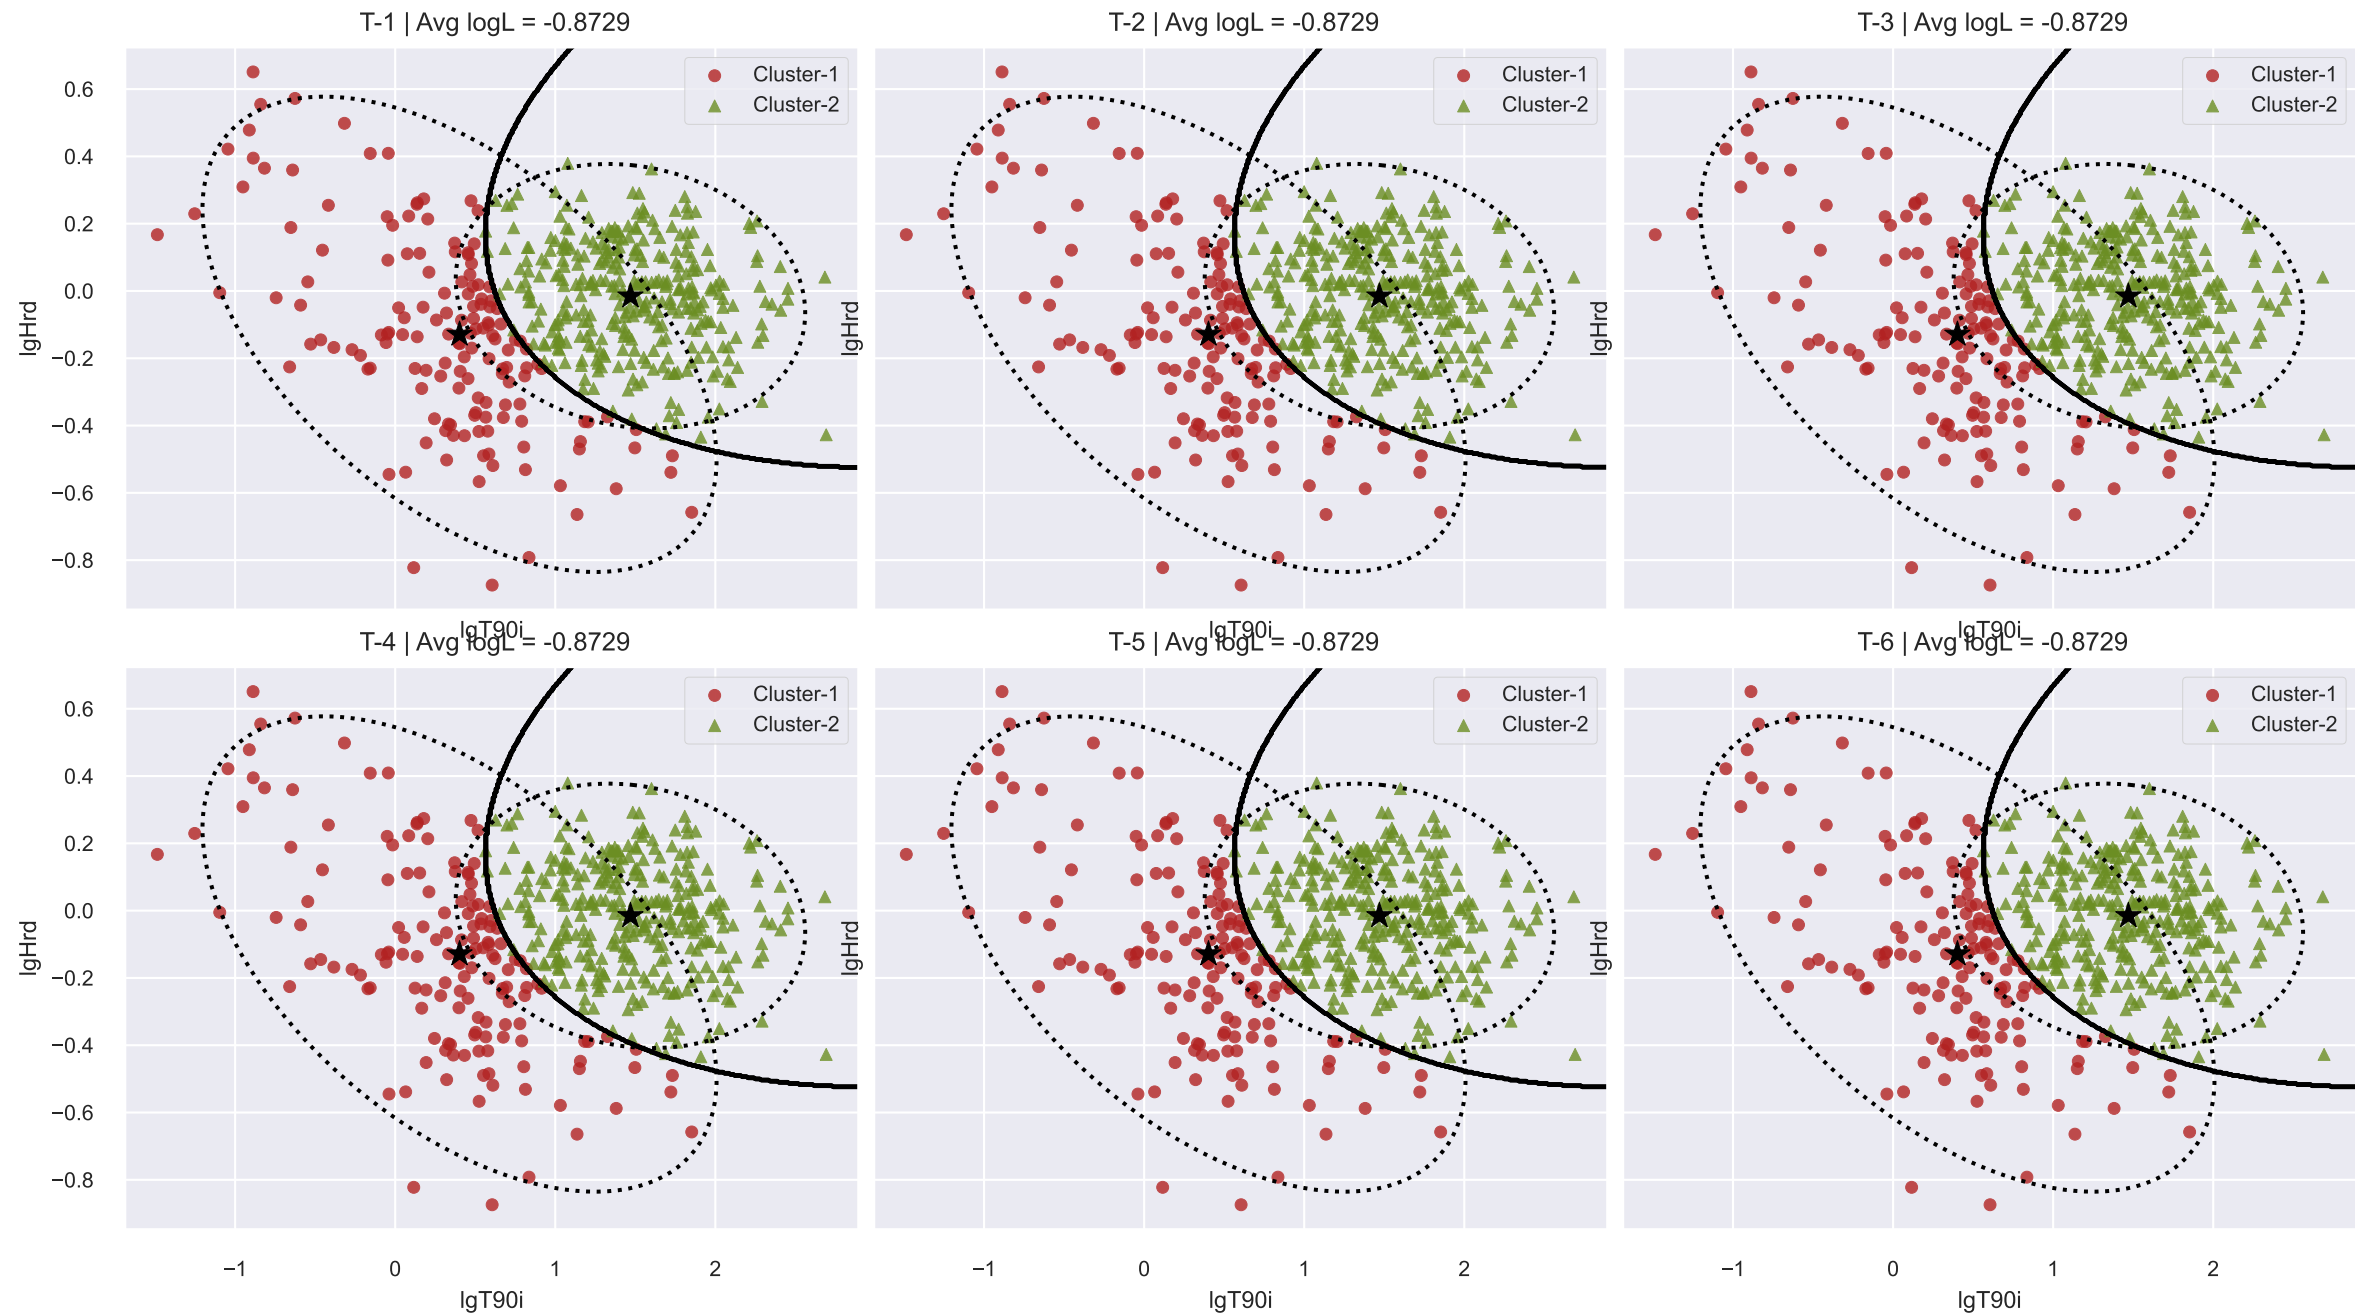 T-1 | Avg logL = -0.8729
T-2 | Avg logL = -0.8729
T-3 | Avg logL = -0.8729
Cluster-1
Cluster-2
Cluster-1
Cluster-2
Cluster-1
Cluster-2
0.6
0.4
0.2
0.0
−0.2
−0.4
−0.6
−0.8
lgHrd
lgHrd
lgHrd
lgT90i
lgT90i
lgT90i
T-4 | Avg logL = -0.8729
T-5 | Avg logL = -0.8729
T-6 | Avg logL = -0.8729
Cluster-1
Cluster-2
Cluster-1
Cluster-2
Cluster-1
Cluster-2
0.6
0.4
0.2
0.0
−0.2
−0.4
−0.6
−0.8
lgHrd
lgHrd
lgHrd
−1 0 1 2
−1 0 1 2
−1 0 1 2
lgT90i
lgT90i
lgT90i